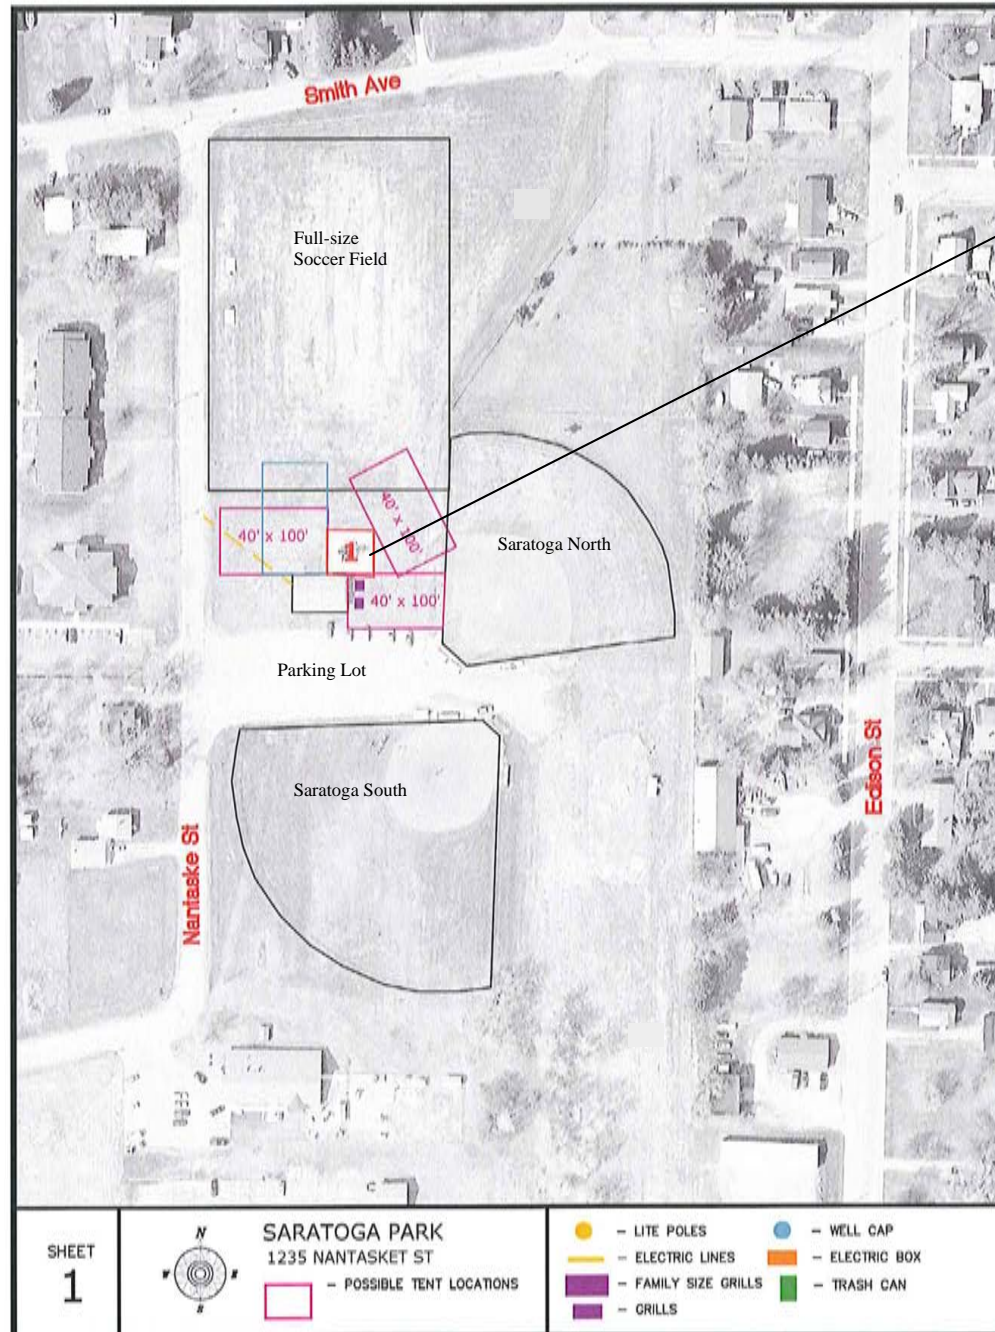 Smith Ave
Full-size
Soccer Field
40' x 100'
40' x 100'
1
40' x 100'
Saratoga North
Parking Lot
Saratoga South
Nantaske St
Edison St
SHEET
1
N
W
E
S
SARATOGA PARK
1235 NANTASKET ST
- POSSIBLE TENT LOCATIONS
- LITE POLES
- ELECTRIC LINES
- FAMILY SIZE GRILLS
- GRILLS
- WELL CAP
- ELECTRIC BOX
- TRASH CAN